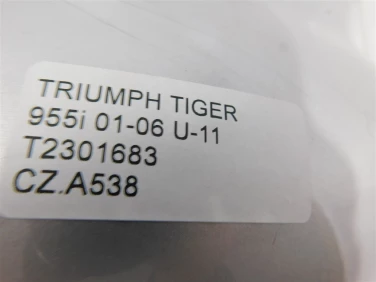 TRIUMPH TIGER
955i 01-06 U-11
T2301683
CZ.A538